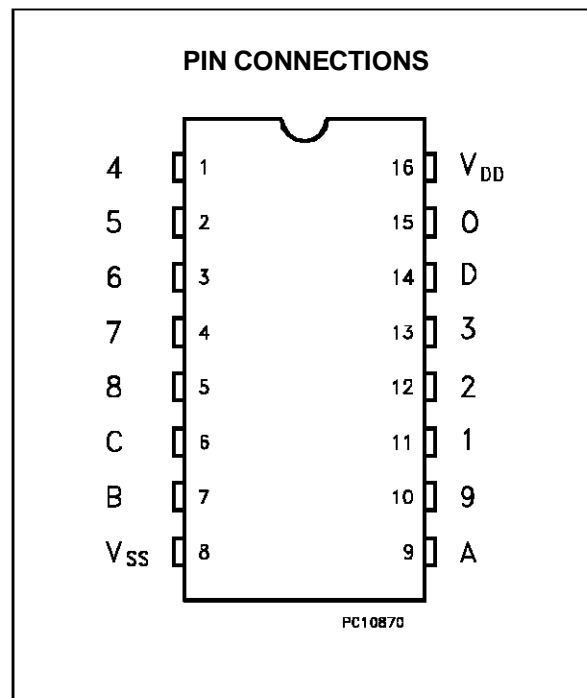 PIN CONNECTIONS
4 1 16 VDD
5 2 15 0
6 3 14 D
7 4 13 3
8 5 12 2
C 6 11 1
B 7 10 9
VSS 8 9 A
PC10870